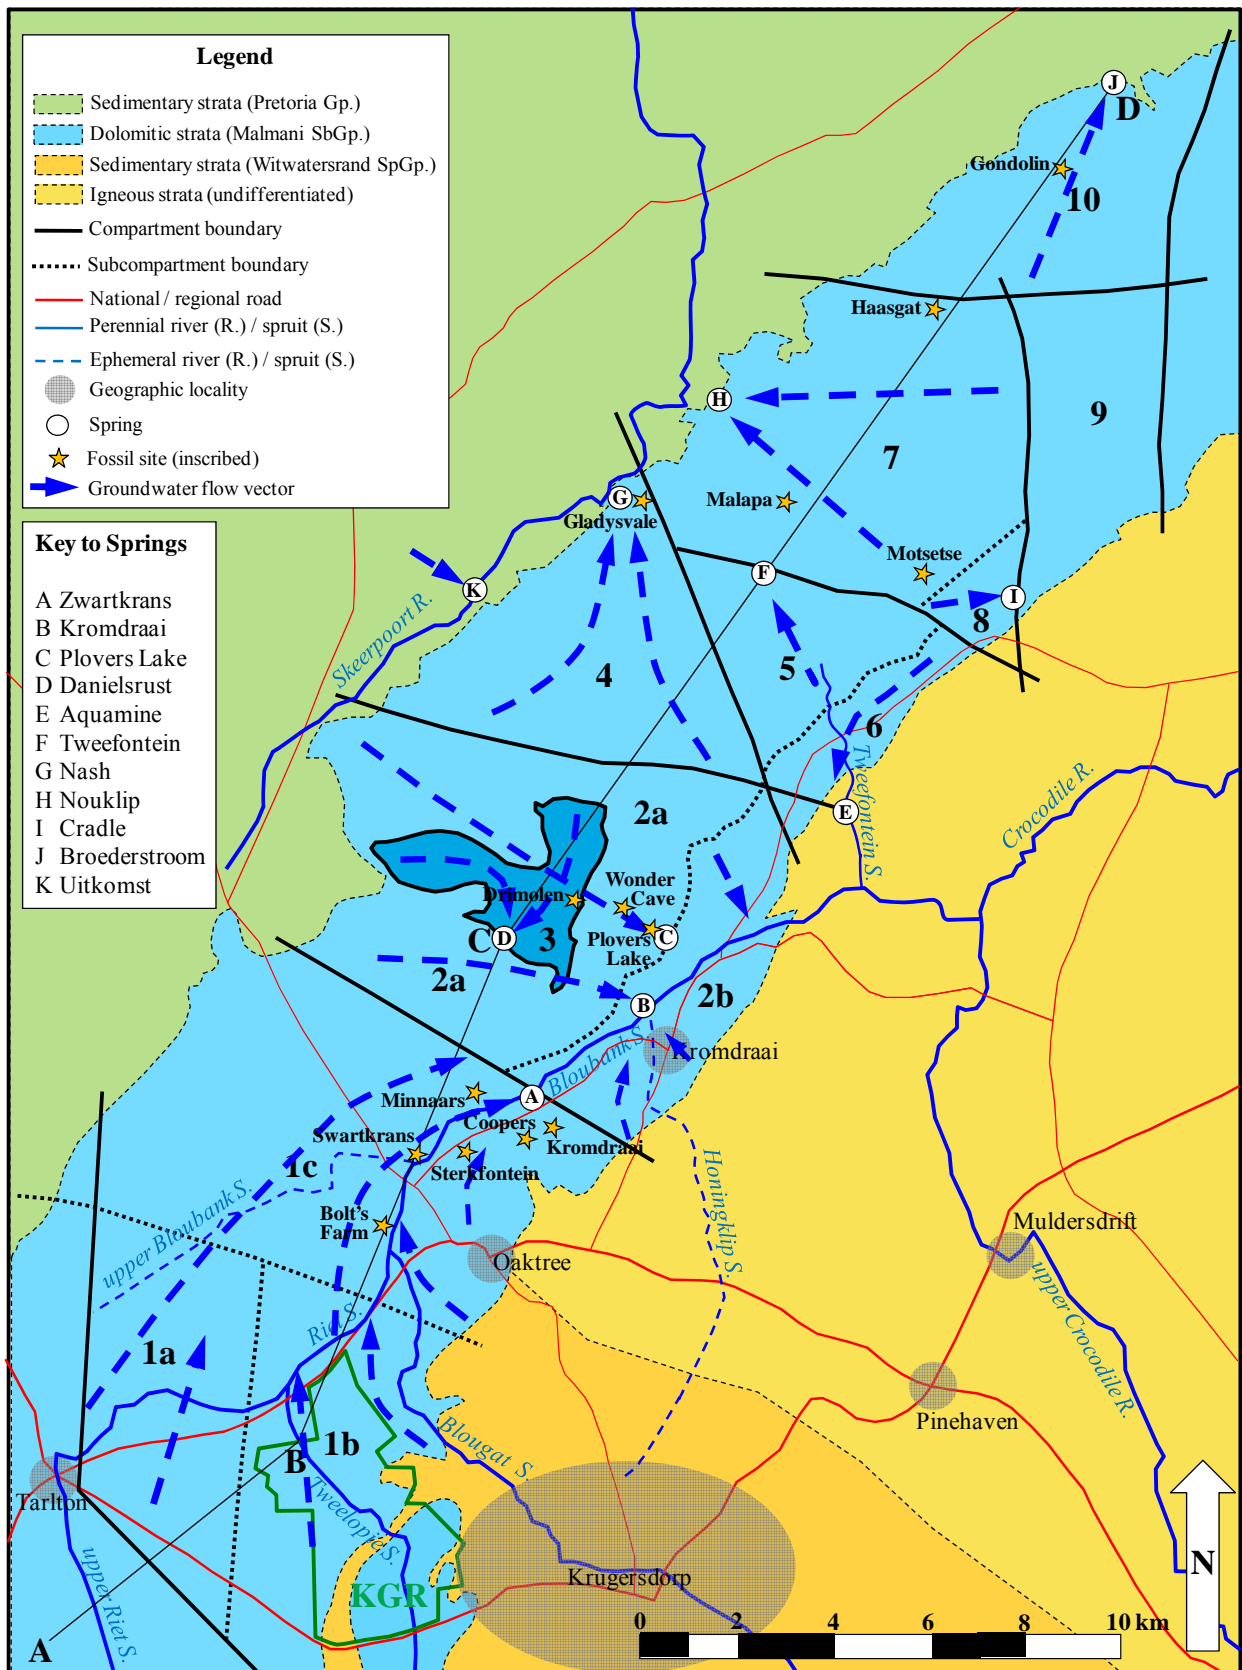 Legend
Sedimentary strata (Pretoria Gp.)
Dolomitic strata (Malmani SbGp.)
Sedimentary strata (Witwatersrand SpGp.)
Igneous strata (undifferentiated)
Compartment boundary
Subcompartment boundary
National / regional road
Perennial river (R.) / spruit (S.)
Ephemeral river (R.) / spruit (S.)
Geographic locality
Spring
Fossil site (inscribed)
Groundwater flow vector
Key to Springs
A Zwartkrans
B Kromdraai
C Plovers Lake
D Danielsrust
E Aquamine
F Tweefontein
G Nash
H Nouklip
I Cradle
J Broederstroom
K Uitkomst
J
D
Gondolin
10
Haasgat
H
9
7
G
Gladysvale
Malapa
Motsetse
F
K
I
8
Skeerpoort R.
4
5
6
Tweefontein S.
Crocodile R.
2a
E
Drimolen
Wonder
Cave
C
D
3
Plovers
Lake
C
2a
2b
B
Bloubank S.
Kromdraai
Minnaars
A
Coopers
Swartkrans
Kromdraai
Sterkfontein
1c
upper Bloubank S.
Bolt's
Farm
Honingklip S.
Muldersdrift
Oaktree
upper Crocodile R.
Riet S.
1a
Pinehaven
1b
B
Blougat S.
Tarlton
Tweelopie S.
upper Riet S.
KGR
Krugersdorp
N
A
0 2 4 6 8 10 km